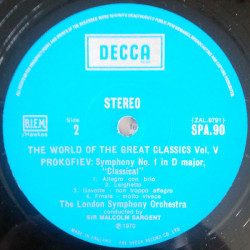 DECCA
STEREO
BIEM
Side
2
(ZAL.9791)
SPA.90
THE WORLD OF THE GREAT CLASSICS Vol. V
PROKOFIEV: Symphony No. 1 in D major,
"Classical"
1. Allegro con brio
2. Larghetto
3. Gavotte - non troppo allegro
4. Finale - molto vivace
The London Symphony Orchestra
conducted by
SIR MALCOLM SARGENT
℗ 1970